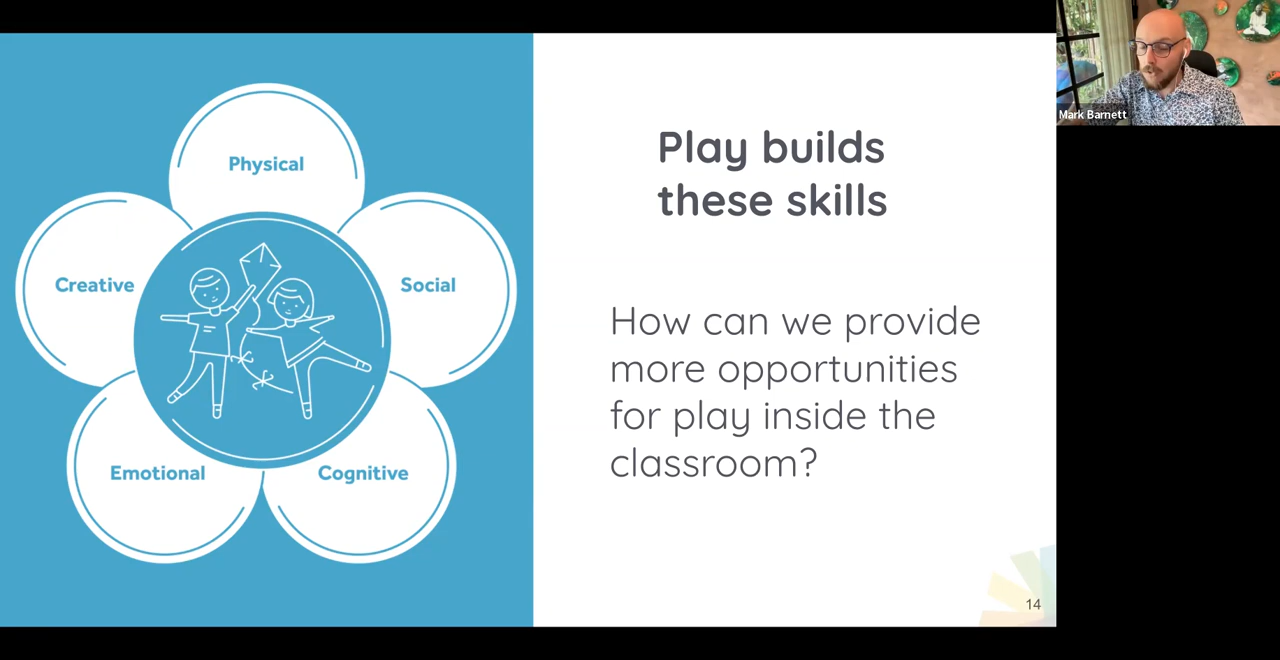 Physical
Creative
Social
Emotional
Cognitive
Play builds
these skills
How can we provide
more opportunities
for play inside the
classroom?
14
Mark Barnett